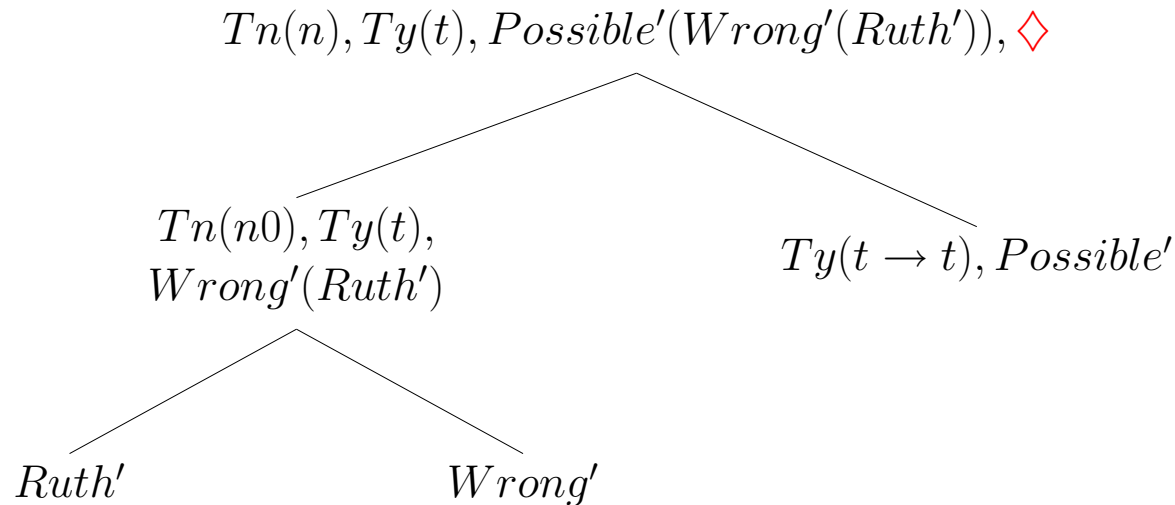 Tn(n), Ty(t), Possible′(Wrong′(Ruth′)), ♢
Tn(n0), Ty(t),
Wrong′(Ruth′)
Ty(t → t), Possible′
Ruth′
Wrong′